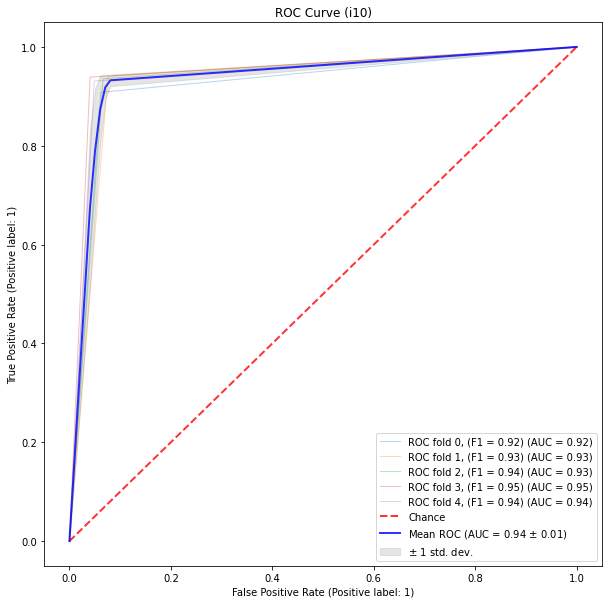 ROC Curve (i10)
True Positive Rate (Positive label: 1)
1.0
0.8
0.6
0.4
0.2
0.0
ROC fold 0, (F1 = 0.92) (AUC = 0.92)
ROC fold 1, (F1 = 0.93) (AUC = 0.93)
ROC fold 2, (F1 = 0.94) (AUC = 0.93)
ROC fold 3, (F1 = 0.95) (AUC = 0.95)
ROC fold 4, (F1 = 0.94) (AUC = 0.94)
Chance
Mean ROC (AUC = 0.94 ± 0.01)
± 1 std. dev.
0.0 0.2 0.4 0.6 0.8 1.0
False Positive Rate (Positive label: 1)